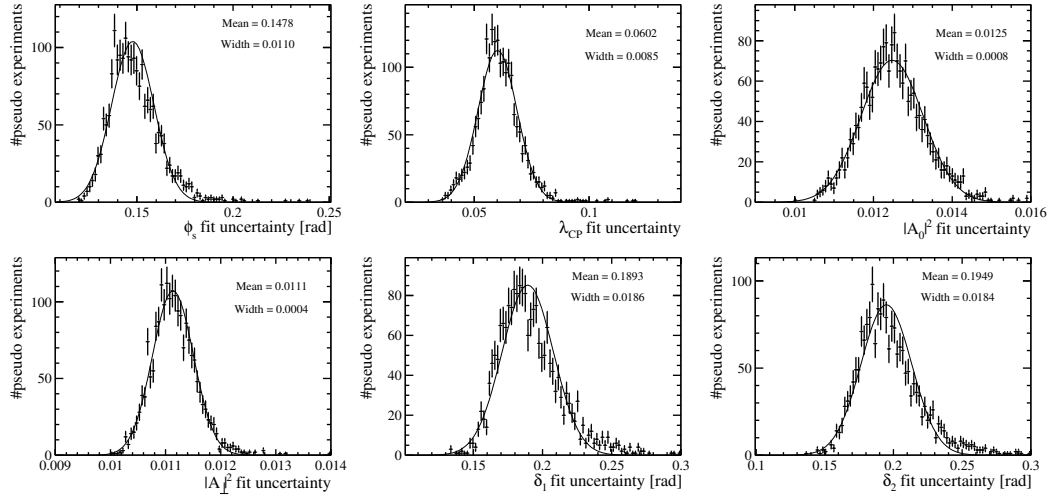 #pseudo experiments
Mean = 0.1478
Width = 0.0110
100
50
0
0.15
0.2
0.25
ϕs fit uncertainty [rad]
#pseudo experiments
Mean = 0.0602
Width = 0.0085
150
100
50
0
0.05
0.1
λCP fit uncertainty
#pseudo experiments
Mean = 0.0125
Width = 0.0008
80
60
40
20
0
0.01
0.012
0.014
0.016
|A0|² fit uncertainty
#pseudo experiments
Mean = 0.0111
Width = 0.0004
100
50
0
0.009
0.01
0.011
0.012
0.013
0.014
|A⊥|² fit uncertainty
#pseudo experiments
Mean = 0.1893
Width = 0.0186
80
60
40
20
0
0.1
0.15
0.2
0.25
0.3
δ1 fit uncertainty [rad]
#pseudo experiments
Mean = 0.1949
Width = 0.0184
100
50
0
0.1
0.15
0.2
0.25
0.3
δ2 fit uncertainty [rad]